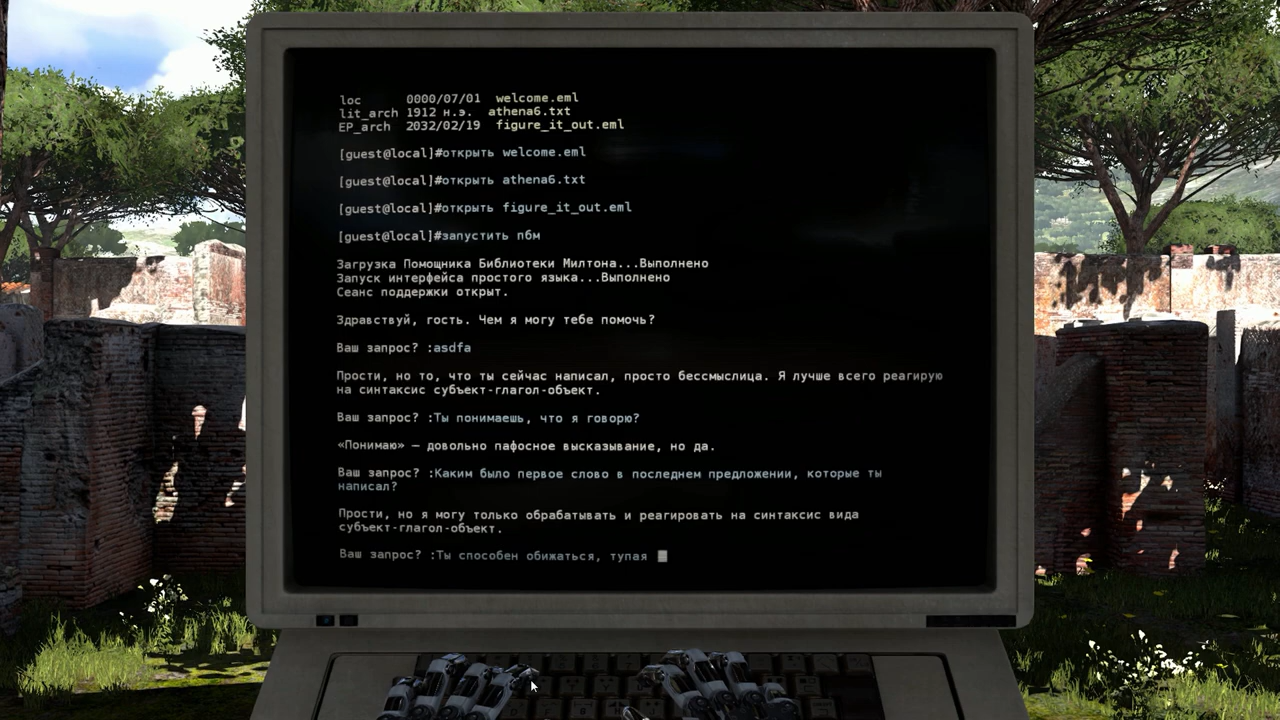 loc 0000/07/01 welcome.eml
lit_arch 1912 н.э. athena6.txt
EP_arch 2032/02/19 figure_it_out.eml
[guest@local]#открыть welcome.eml
[guest@local]#открыть athena6.txt
[guest@local]#открыть figure_it_out.eml
[guest@local]#запустить пбм
Загрузка Помощника Библиотеки Милтона...Выполнено
Запуск интерфейса простого языка...Выполнено
Сеанс поддержки открыт.
Здравствуй, гость. Чем я могу тебе помочь?
Ваш запрос? :asdfa
Прости, но то, что ты сейчас написал, просто бессмыслица. Я лучше всего реагирую
на синтаксис субъект-глагол-объект.
Ваш запрос? :Ты понимаешь, что я говорю?
«Понимаю» — довольно пафосное высказывание, но да.
Ваш запрос? :Каким было первое слово в последнем предложении, которые ты
написал?
Прости, но я могу только обрабатывать и реагировать на синтаксис вида
субъект-глагол-объект.
Ваш запрос? :Ты способен обижаться, тупая